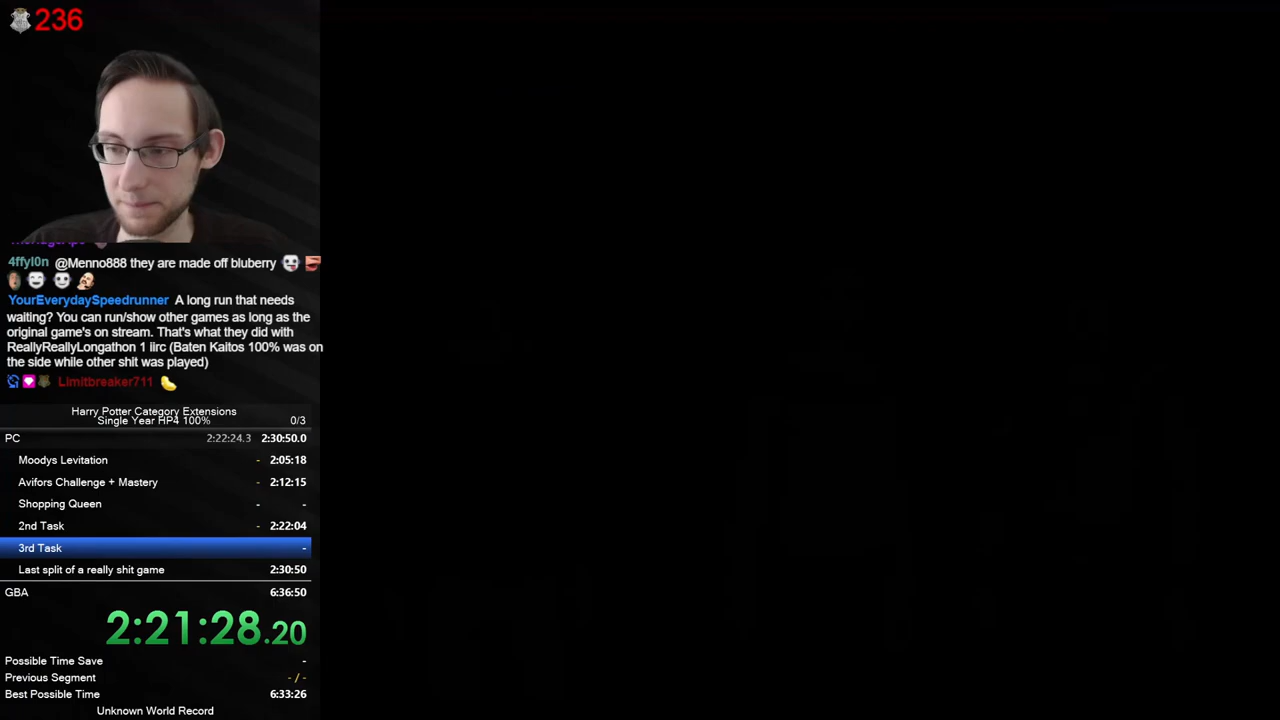 236
4ffyl0n @Menno888 they are made off bluberry
YourEverydaySpeedrunner A long run that needs
waiting? You can run/show other games as long as the
original game's on stream. That's what they did with
ReallyReallyLongathon 1 iirc (Baten Kaitos 100% was on
the side while other shit was played)
Limitbreaker711
Harry Potter Category Extensions
Single Year HP4 100% 0/3
PC 2:22:24.3 2:30:50.0
Moodys Levitation - 2:05:18
Avifors Challenge + Mastery - 2:12:15
Shopping Queen - -
2nd Task - 2:22:04
3rd Task -
Last split of a really shit game 2:30:50
GBA 6:36:50
2:21:28.20
Possible Time Save -
Previous Segment - / -
Best Possible Time 6:33:26
Unknown World Record